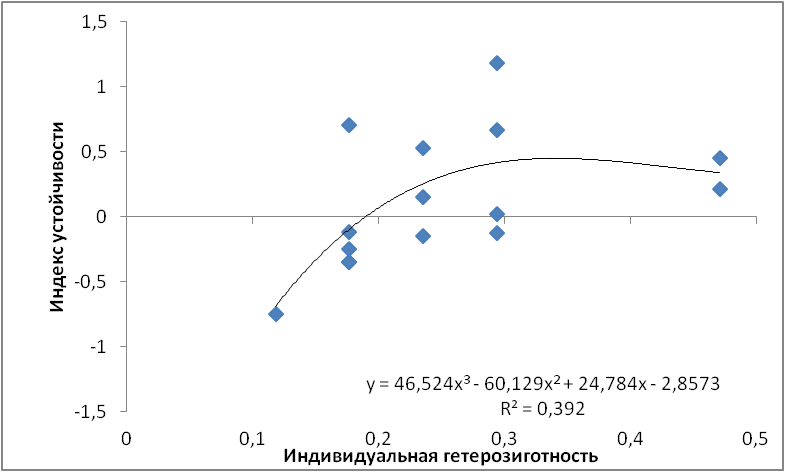 1,5
1
0,5
0
-0,5
-1
-1,5
Индекс устойчивости
y = 46,524x³ - 60,129x² + 24,784x - 2,8573
R² = 0,392
0 0,1 0,2 0,3 0,4 0,5
Индивидуальная гетерозиготность